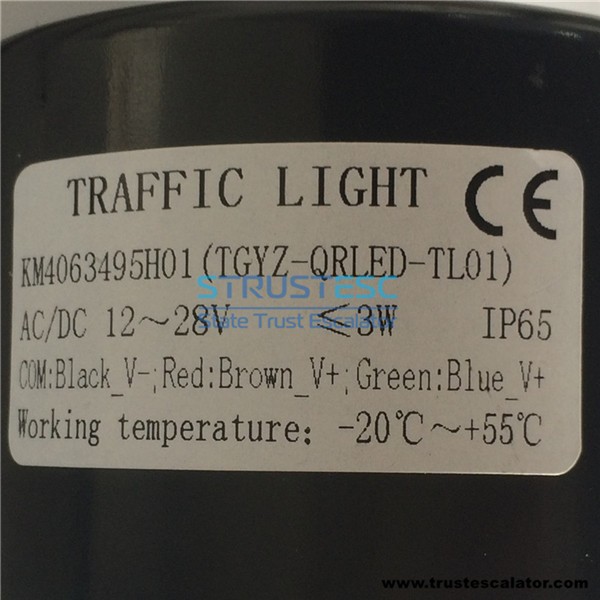 TRAFFIC LIGHT CE
KM4063495H01(TGYZ-QRLED-TL01)
STRUSTESC
State Trust Escalator
AC/DC 12～28V ≤3W IP65
COM:Black_V-;Red:Brown_V+;Green:Blue_V+
Working temperature: -20℃～+55℃
www.trustescalator.com